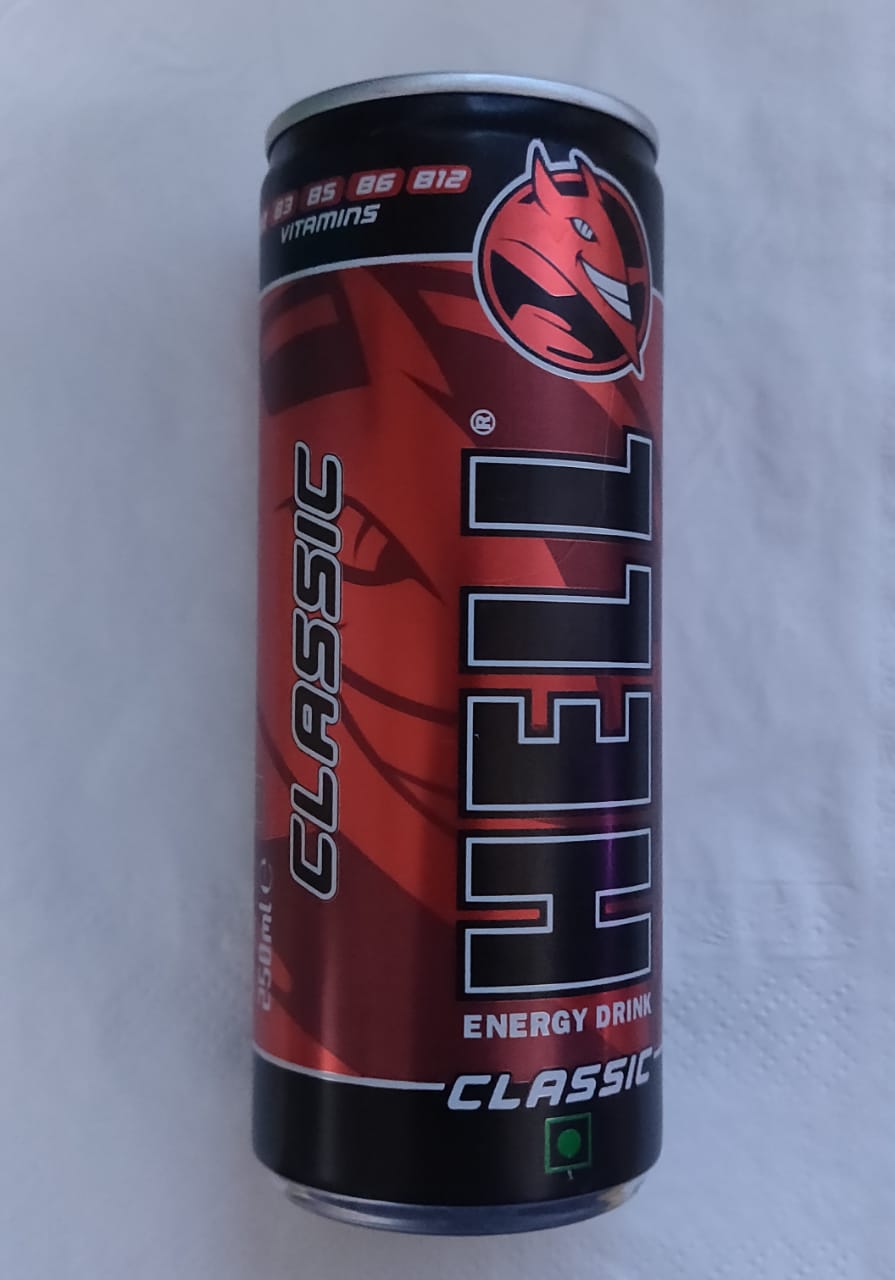 B3 B5 B6 B12
VITAMINS
®
HELL
CLASSIC
250ml e
ENERGY DRINK
CLASSIC